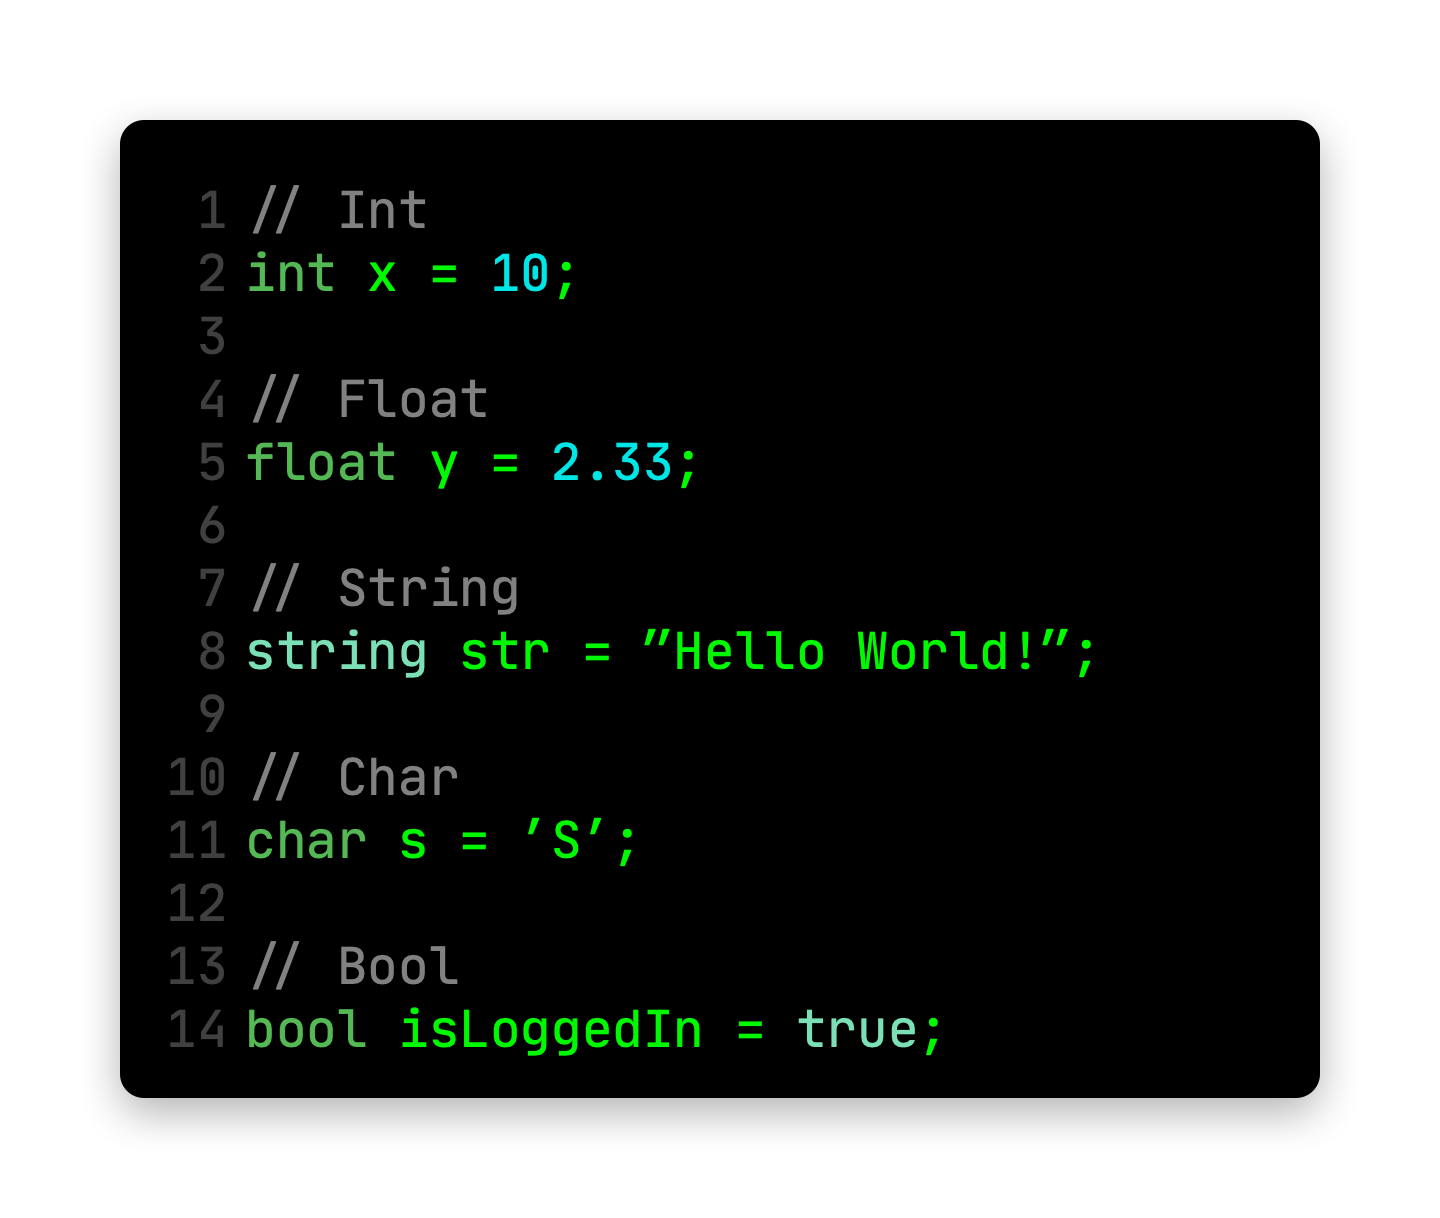 1 // Int
2 int x = 10;
3
4 // Float
5 float y = 2.33;
6
7 // String
8 string str = "Hello World!";
9
10 // Char
11 char s = 'S';
12
13 // Bool
14 bool isLoggedIn = true;